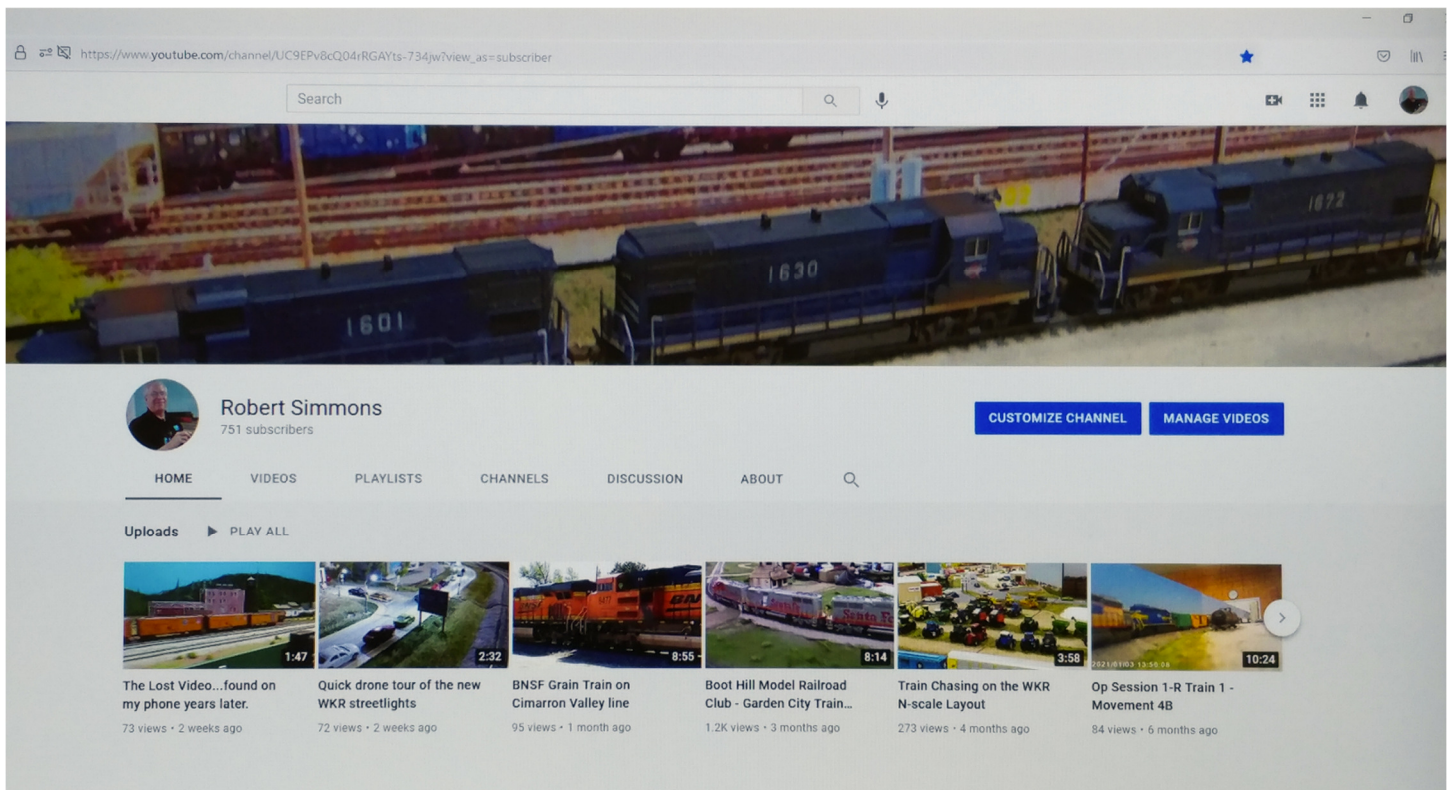 https://www.youtube.com/channel/UC9EPv8cQ04rRGAYts-734jw?view_as=subscriber
Search
1601
1630
1672
Robert Simmons
751 subscribers
CUSTOMIZE CHANNEL
MANAGE VIDEOS
HOME VIDEOS PLAYLISTS CHANNELS DISCUSSION ABOUT
Uploads PLAY ALL
1:47
The Lost Video...found on
my phone years later.
73 views • 2 weeks ago
2:32
Quick drone tour of the new
WKR streetlights
72 views • 2 weeks ago
8:55
BNSF Grain Train on
Cimarron Valley line
95 views • 1 month ago
Santa Fe
8:14
Boot Hill Model Railroad
Club - Garden City Train...
1.2K views • 3 months ago
3:58
Train Chasing on the WKR
N-scale Layout
273 views • 4 months ago
10:24
Op Session 1-R Train 1 -
Movement 4B
84 views • 6 months ago